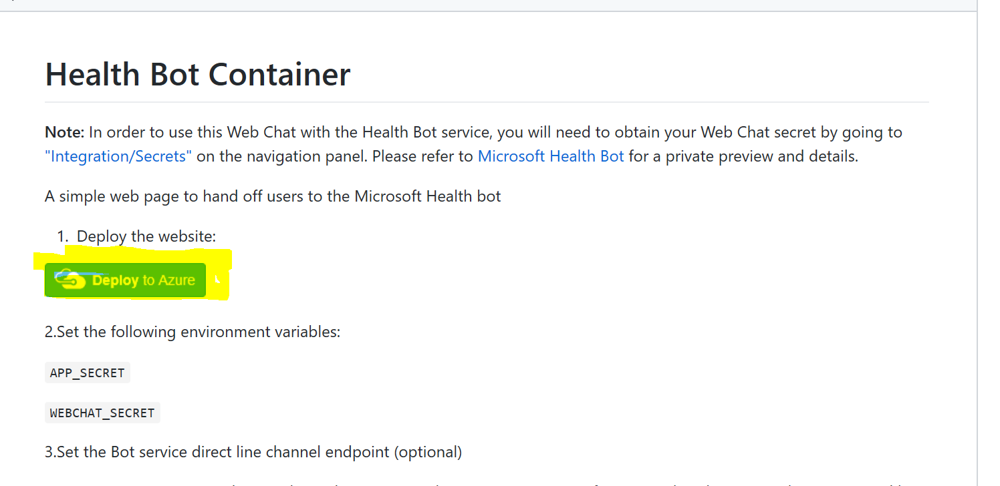 Health Bot Container
Note: In order to use this Web Chat with the Health Bot service, you will need to obtain your Web Chat secret by going to
"Integration/Secrets" on the navigation panel. Please refer to Microsoft Health Bot for a private preview and details.
A simple web page to hand off users to the Microsoft Health bot
1. Deploy the website:
Deploy to Azure
2.Set the following environment variables:
APP_SECRET
WEBCHAT_SECRET
3.Set the Bot service direct line channel endpoint (optional)